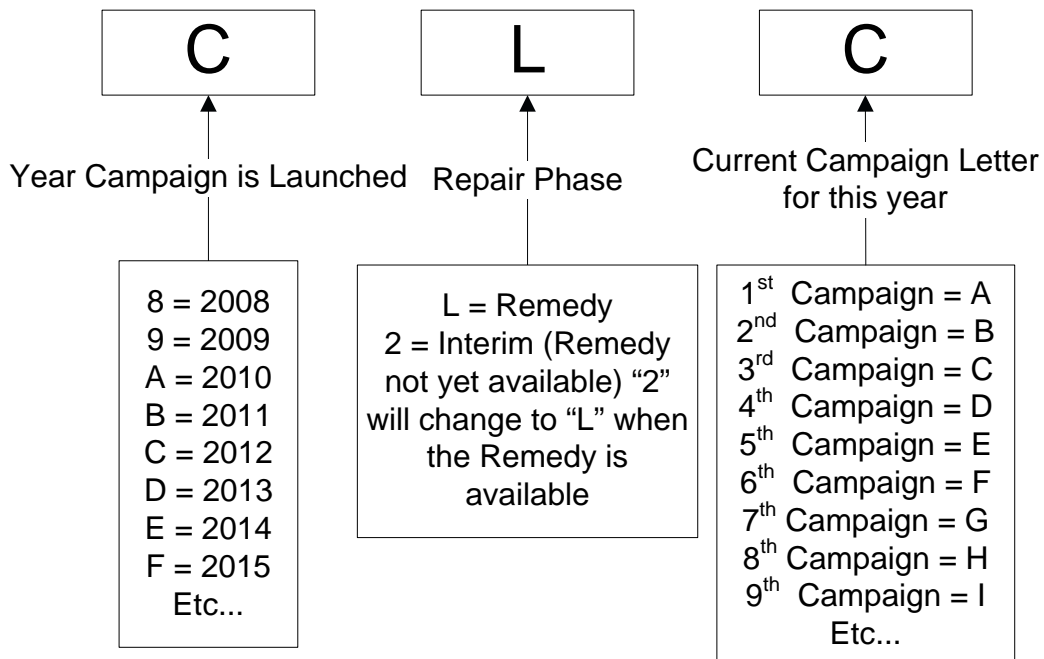 C
L
C
Year Campaign is Launched
Repair Phase
Current Campaign Letter
for this year
8 = 2008
9 = 2009
A = 2010
B = 2011
C = 2012
D = 2013
E = 2014
F = 2015
Etc...
L = Remedy
2 = Interim (Remedy
not yet available) “2”
will change to “L” when
the Remedy is
available
1st Campaign = A
2nd Campaign = B
3rd Campaign = C
4th Campaign = D
5th Campaign = E
6th Campaign = F
7th Campaign = G
8th Campaign = H
9th Campaign = I
Etc...